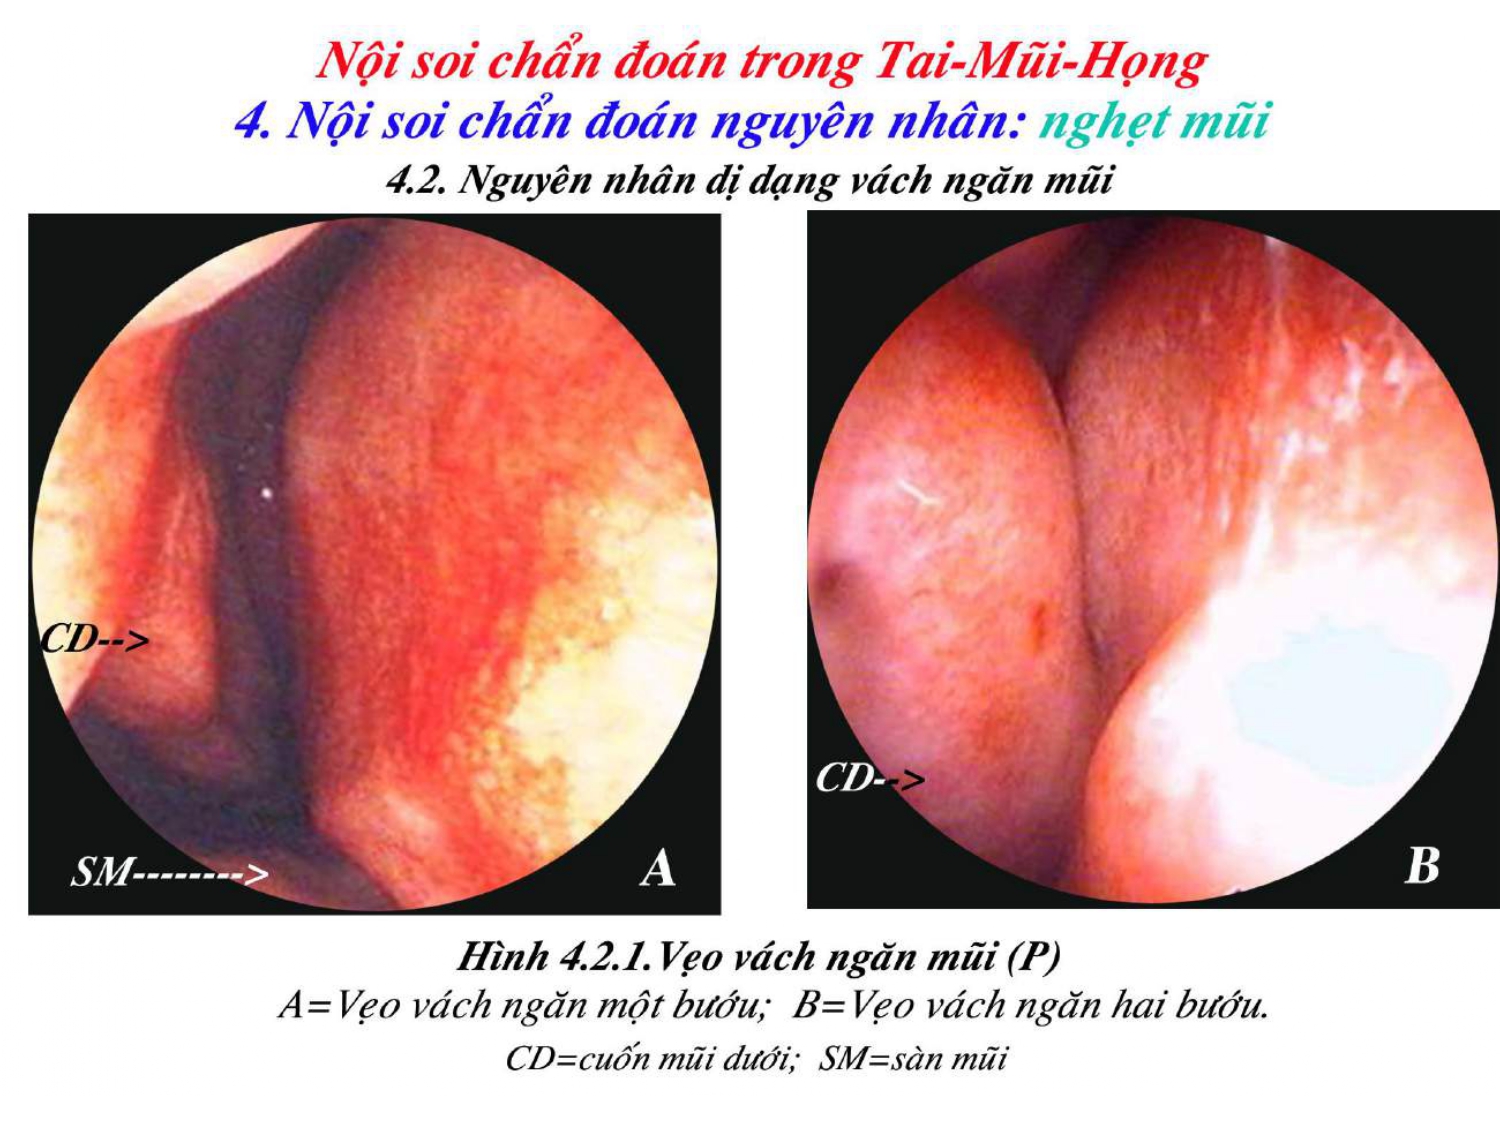 Nội soi chẩn đoán trong Tai-Mũi-Họng
4. Nội soi chẩn đoán nguyên nhân: nghẹt mũi
4.2. Nguyên nhân dị dạng vách ngăn mũi
CD-->
CD-->
SM-------->
A
B
Hình 4.2.1.Vẹo vách ngăn mũi (P)
A=Vẹo vách ngăn một bướu; B=Vẹo vách ngăn hai bướu.
CD=cuốn mũi dưới; SM=sàn mũi